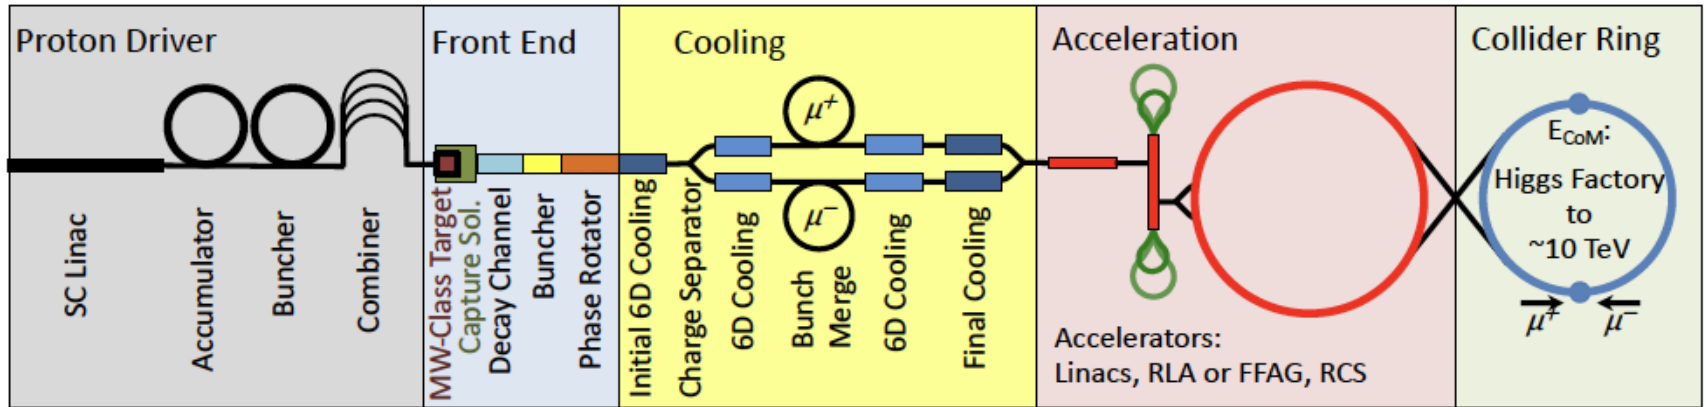 Proton Driver
SC Linac
Accumulator
Buncher
Combiner
Front End
MW-Class Target
Capture Sol.
Decay Channel
Buncher
Phase Rotator
Cooling
Initial 6D Cooling
Charge Separator
6D Cooling
μ+
μ−
Bunch
Merge
6D Cooling
Final Cooling
Acceleration
Accelerators:
Linacs, RLA or FFAG, RCS
Collider Ring
ECoM:
Higgs Factory
to
~10 TeV
μ+
μ−